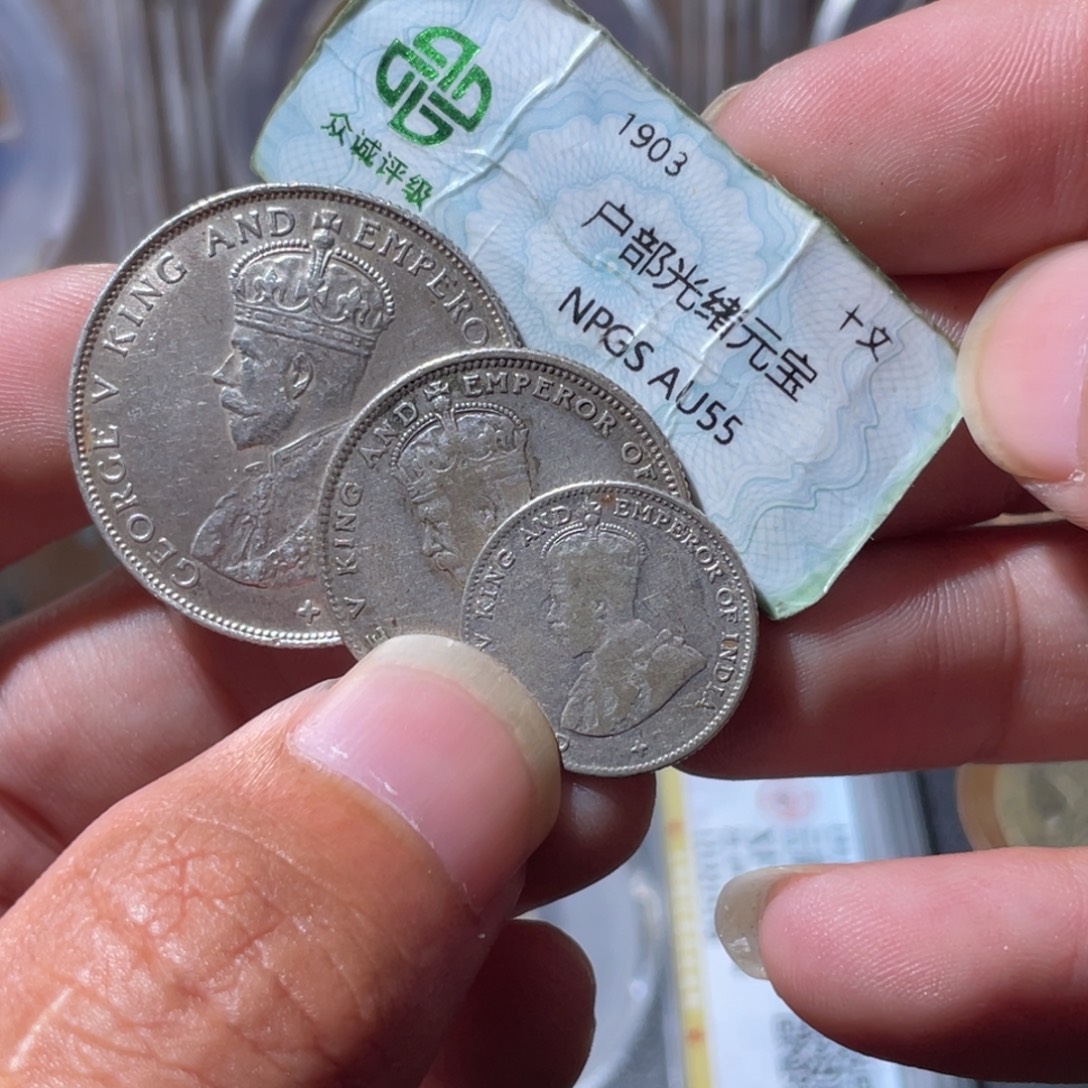 众诚评级
1903
户部光绪元宝
十文
NPGS AU55
GEORGE V KING AND EMPERO
V KING AND EMPEROR OF
V KING AND EMPEROR OF INDIA